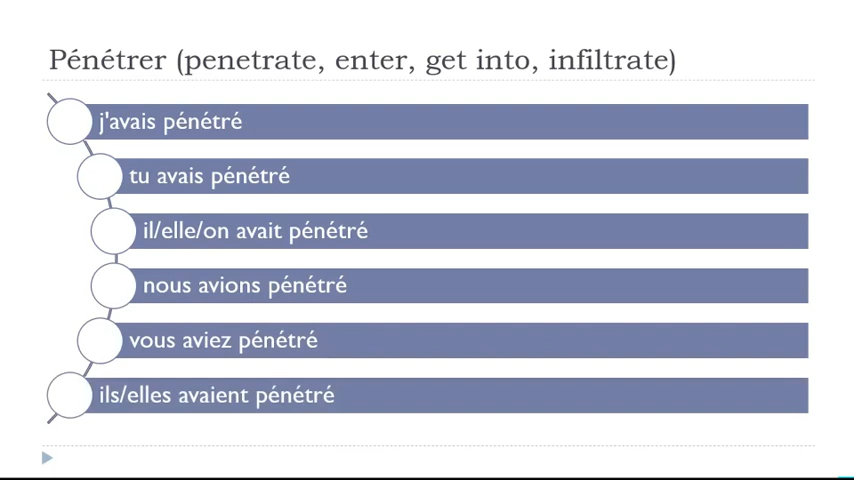 Pénétrer (penetrate, enter, get into, infiltrate)
j'avais pénétré
tu avais pénétré
il/elle/on avait pénétré
nous avions pénétré
vous aviez pénétré
ils/elles avaient pénétré